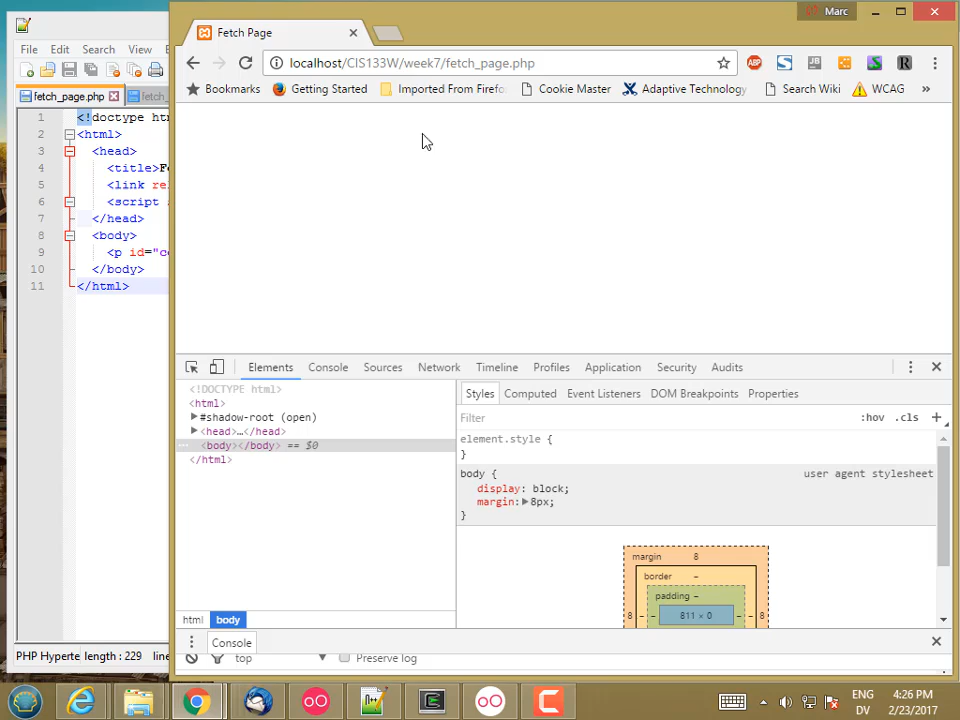 Marc
Fetch Page
localhost/CIS133W/week7/fetch_page.php
ABP
JB
R
Bookmarks
Getting Started
Imported From Firefo
Cookie Master
Adaptive Technology
Search Wiki
WCAG
»
File Edit Search View
fetch_page.php
fetch_
1 <!doctype htm
2 <html>
3 <head>
4 <title>F
5 <link re
6 <script
7 </head>
8 <body>
9 <p id="c
10 </body>
11 </html>
Elements Console Sources Network Timeline Profiles Application Security Audits
<!DOCTYPE html>
<html>
#shadow-root (open)
<head>…</head>
… <body></body> == $0
</html>
html body
Styles Computed Event Listeners DOM Breakpoints Properties
Filter :hov .cls +
element.style {
}
body { user agent stylesheet
display: block;
margin: 8px;
}
margin 8
border –
padding –
8 – – 811 × 0 – – 8
Console
top Preserve log
PHP Hyperte length : 229 line
ENG 4:26 PM
DV 2/23/2017